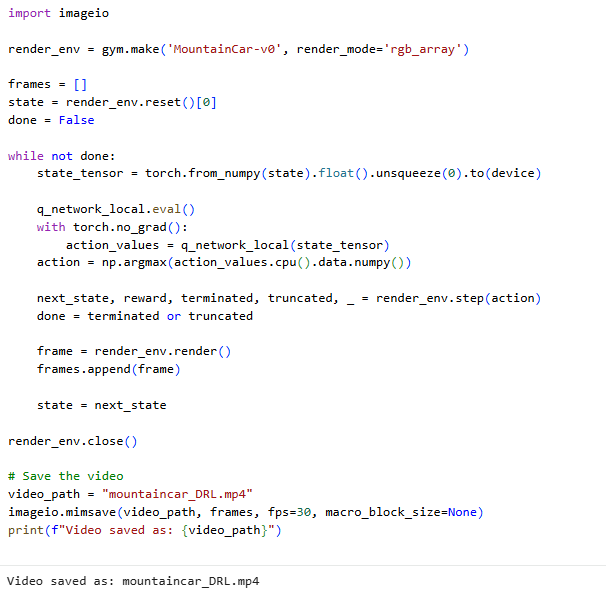 import imageio
render_env = gym.make('MountainCar-v0', render_mode='rgb_array')
frames = []
state = render_env.reset()[0]
done = False
while not done:
    state_tensor = torch.from_numpy(state).float().unsqueeze(0).to(device)
    q_network_local.eval()
    with torch.no_grad():
        action_values = q_network_local(state_tensor)
    action = np.argmax(action_values.cpu().data.numpy())
    next_state, reward, terminated, truncated, _ = render_env.step(action)
    done = terminated or truncated
    frame = render_env.render()
    frames.append(frame)
    state = next_state
render_env.close()
# Save the video
video_path = "mountaincar_DRL.mp4"
imageio.mimsave(video_path, frames, fps=30, macro_block_size=None)
print(f"Video saved as: {video_path}")
Video saved as: mountaincar_DRL.mp4